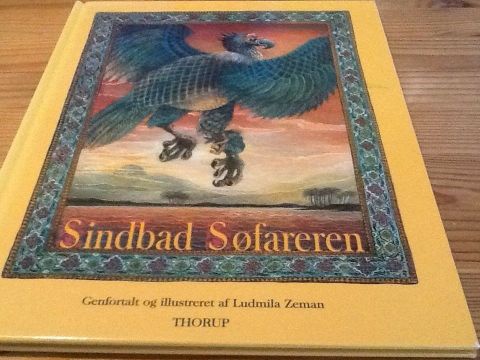 Sindbad Søfareren
Genfortalt og illustreret af Ludmila Zeman
THORUP